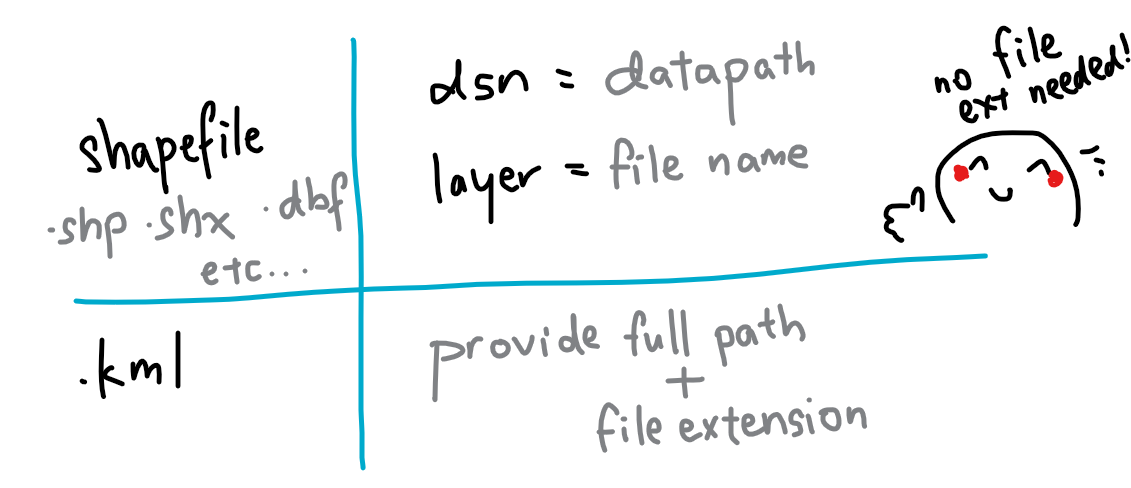 shapefile
.shp .shx .dbf
etc...
dsn = datapath
layer = file name
no file
ext needed!
.kml
provide full path
+
file extension